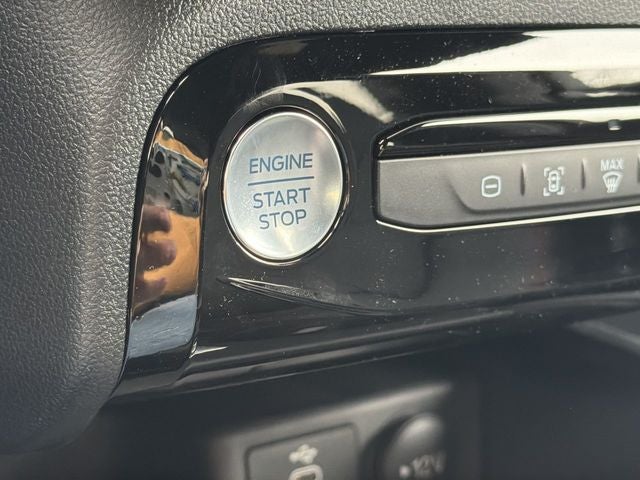 ENGINE
START
STOP
MAX
12V